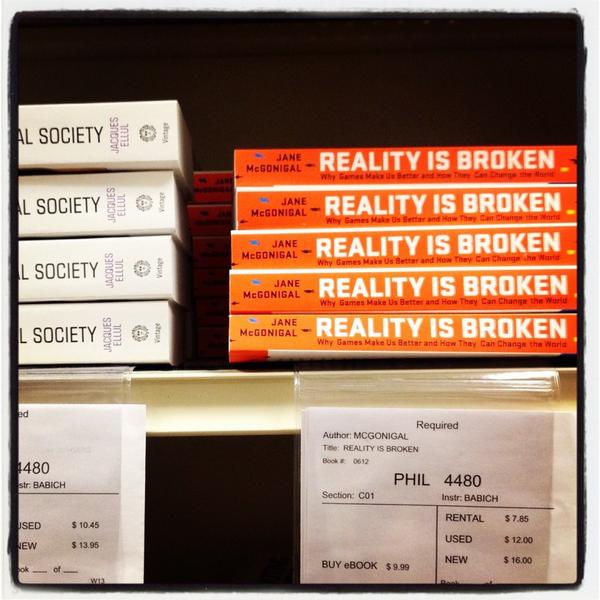 AL SOCIETY JACQUES ELLUL Vintage
AL SOCIETY JACQUES ELLUL Vintage
L SOCIETY JACQUES ELLUL Vintage
L SOCIETY JACQUES ELLUL Vintage
JANE McGONIGAL REALITY IS BROKEN
Why Games Make Us Better and How They Can Change the World
JANE McGONIGAL REALITY IS BROKEN
Why Games Make Us Better and How They Can Change the World
JANE McGONIGAL REALITY IS BROKEN
Why Games Make Us Better and How They Can Change the World
JANE McGONIGAL REALITY IS BROKEN
Why Games Make Us Better and How They Can Change the World
JANE McGONIGAL REALITY IS BROKEN
Why Games Make Us Better and How They Can Change the World
ed
4480
Instr: BABICH
USED $ 10.45
NEW $ 13.95
ook ___ of ___
W13
Required
Author: MCGONIGAL
Title: REALITY IS BROKEN
Book #: 0612
PHIL 4480
Section: C01 Instr: BABICH
RENTAL $ 7.85
USED $ 12.00
BUY eBOOK $ 9.99 NEW $ 16.00
Book ___ of ___